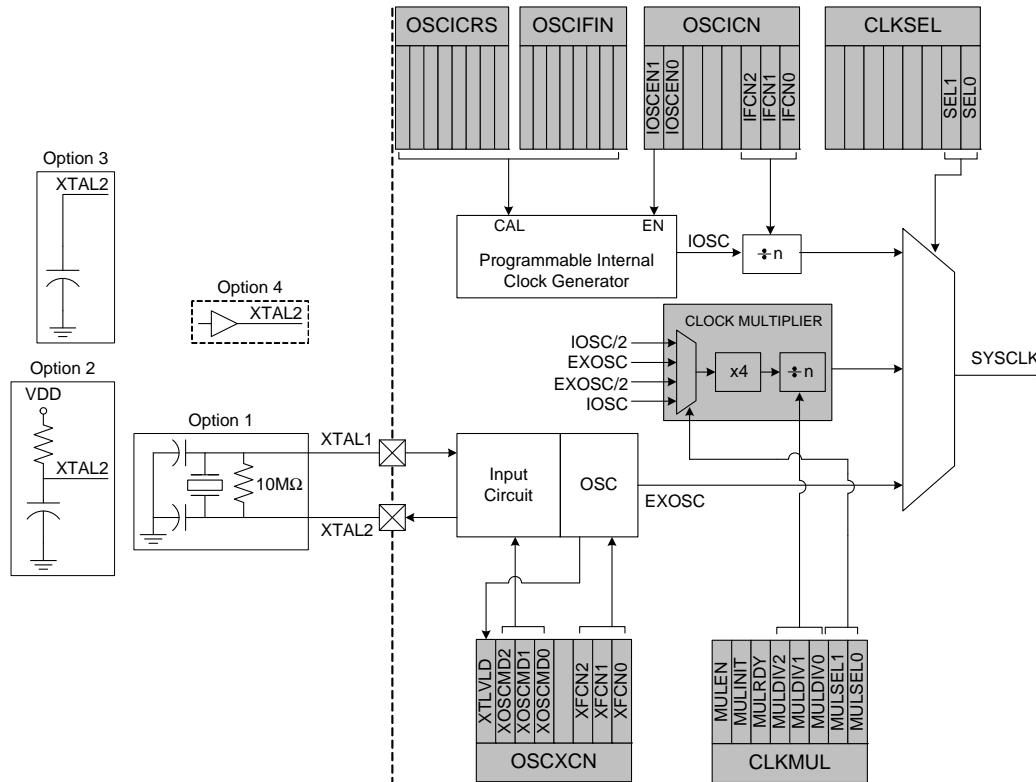 OSCICRS
OSCIFIN
OSCICN
CLKSEL
IOSCEN1
IOSCEN0
IFCN2
IFCN1
IFCN0
SEL1
SEL0
Option 3
XTAL2
CAL
EN
Programmable Internal
Clock Generator
IOSC
÷n
Option 4
XTAL2
CLOCK MULTIPLIER
IOSC/2
EXOSC
EXOSC/2
IOSC
x4
÷n
SYSCLK
Option 2
VDD
XTAL2
Option 1
10MΩ
XTAL1
XTAL2
Input
Circuit
OSC
EXOSC
XTLVLD
XOSCMD2
XOSCMD1
XOSCMD0
XFCN2
XFCN1
XFCN0
OSCXCN
MULEN
MULINIT
MULRDY
MULDIV2
MULDIV1
MULDIV0
MULSEL1
MULSEL0
CLKMUL